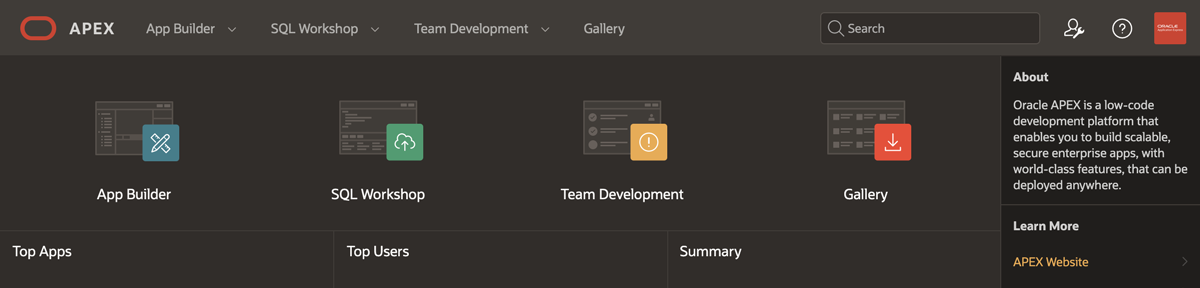 APEX
App Builder
SQL Workshop
Team Development
Gallery
Search
App Builder
SQL Workshop
Team Development
Gallery
Top Apps
Top Users
Summary
About
Oracle APEX is a low-code
development platform that
enables you to build scalable,
secure enterprise apps, with
world-class features, that can be
deployed anywhere.
Learn More
APEX Website